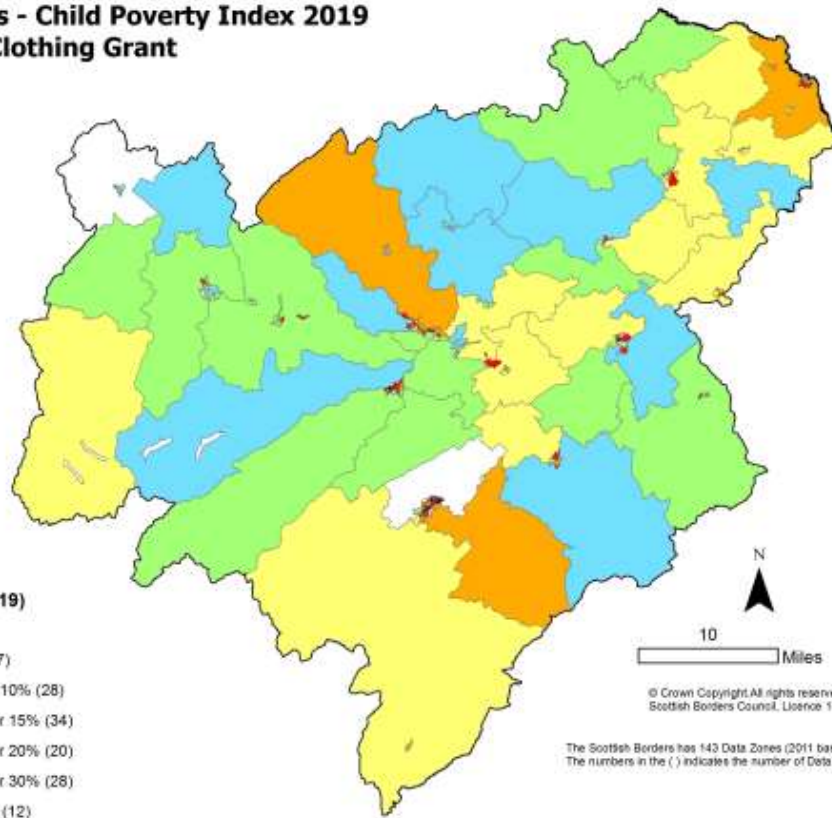 s - Child Poverty Index 2019
Clothing Grant
19)
7)
10% (28)
r 15% (34)
r 20% (20)
r 30% (28)
(12)
N
10
Miles
© Crown Copyright All rights reserve
Scottish Borders Council, Licence 1
The Scottish Borders has 143 Data Zones (2011 ba
The numbers in the ( ) indicates the number of Data